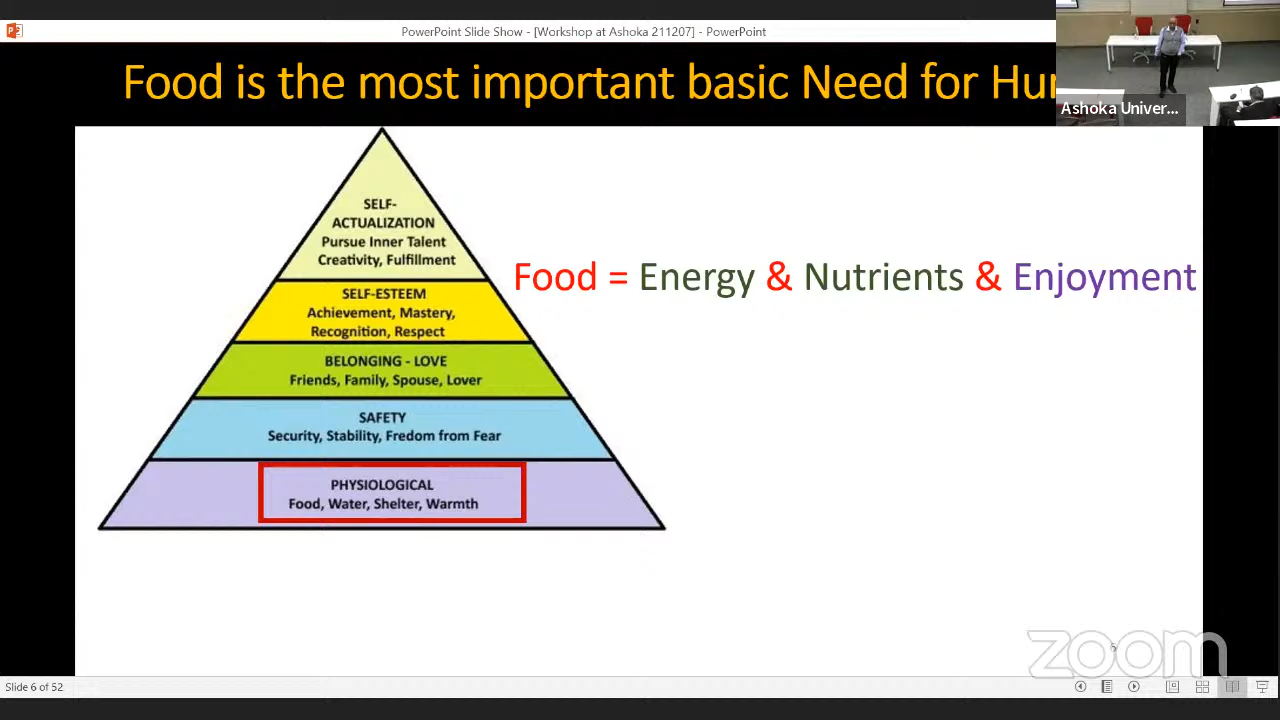 PowerPoint Slide Show - [Workshop at Ashoka 211207] - PowerPoint
Food is the most important basic Need for
Ashoka Univer...
SELF-
ACTUALIZATION
Pursue Inner Talent
Creativity, Fulfillment
Food = Energy & Nutrients & Enjoyment
SELF-ESTEEM
Achievement, Mastery,
Recognition, Respect
BELONGING - LOVE
Friends, Family, Spouse, Lover
SAFETY
Security, Stability, Fredom from Fear
PHYSIOLOGICAL
Food, Water, Shelter, Warmth
6
zoom
Slide 6 of 52